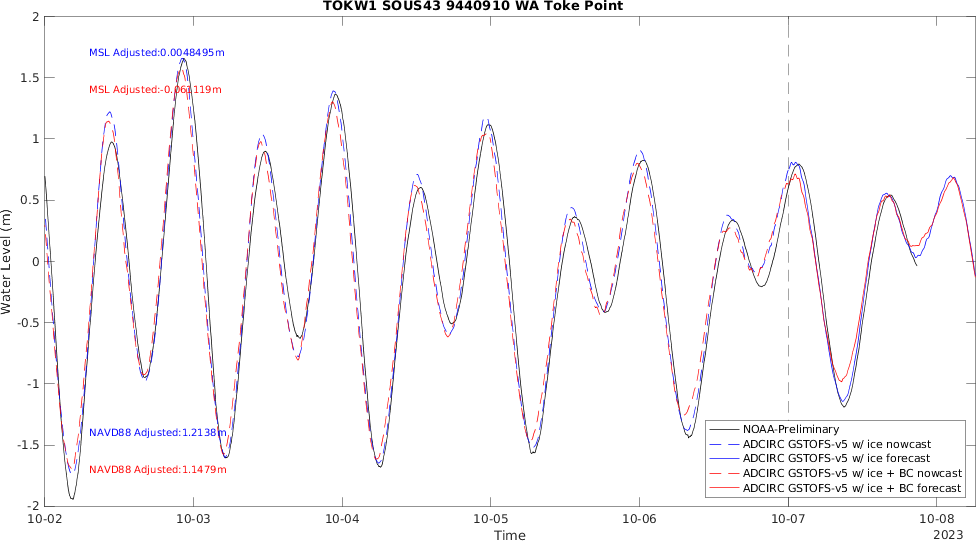 TOKW1 SOUS43 9440910 WA Toke Point
Water Level (m)
2
1.5
1
0.5
0
-0.5
-1
-1.5
-2
MSL Adjusted:0.0048495m
MSL Adjusted:-0.061119m
NAVD88 Adjusted:1.2138m
NAVD88 Adjusted:1.1479m
NOAA-Preliminary
ADCIRC GSTOFS-v5 w/ ice nowcast
ADCIRC GSTOFS-v5 w/ ice forecast
ADCIRC GSTOFS-v5 w/ ice + BC nowcast
ADCIRC GSTOFS-v5 w/ ice + BC forecast
10-02 10-03 10-04 10-05 10-06 10-07 10-08
Time
2023